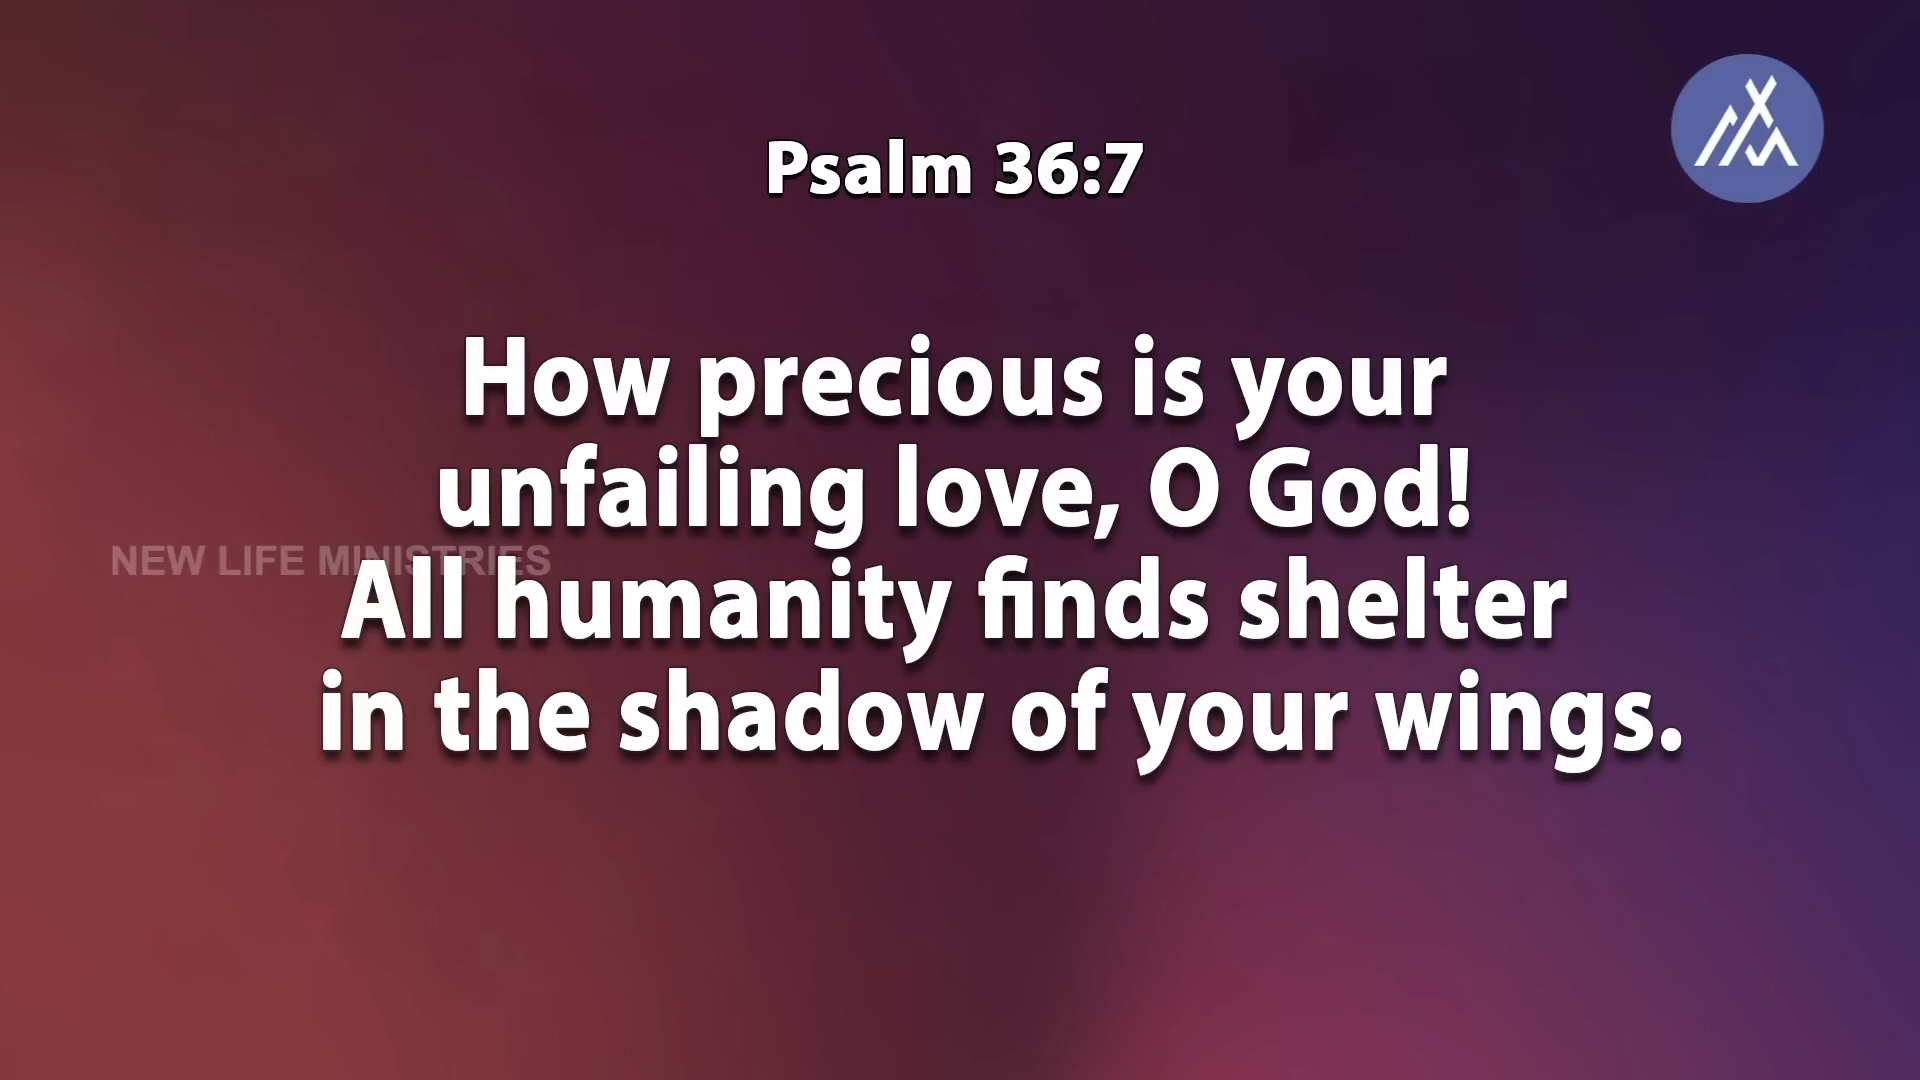 Psalm 36:7
How precious is your
unfailing love, O God!
NEW LIFE MINISTRIES
All humanity finds shelter
in the shadow of your wings.